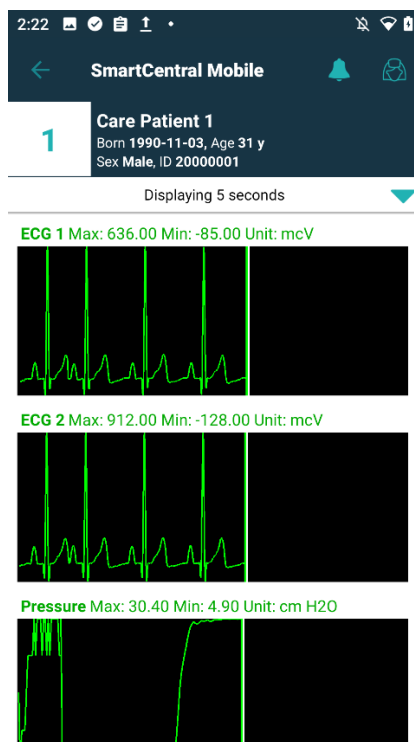 2:22
SmartCentral Mobile
1
Care Patient 1
Born 1990-11-03, Age 31 y
Sex Male, ID 20000001
Displaying 5 seconds
ECG 1 Max: 636.00 Min: -85.00 Unit: mcV
ECG 2 Max: 912.00 Min: -128.00 Unit: mcV
Pressure Max: 30.40 Min: 4.90 Unit: cm H2O